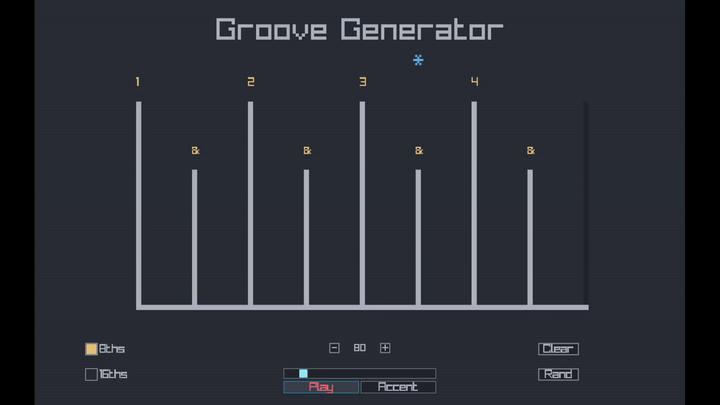 Groove Generator
*
1 2 3 4
& & & &
8ths - 80 + Clear
16ths Rand
Play Accent